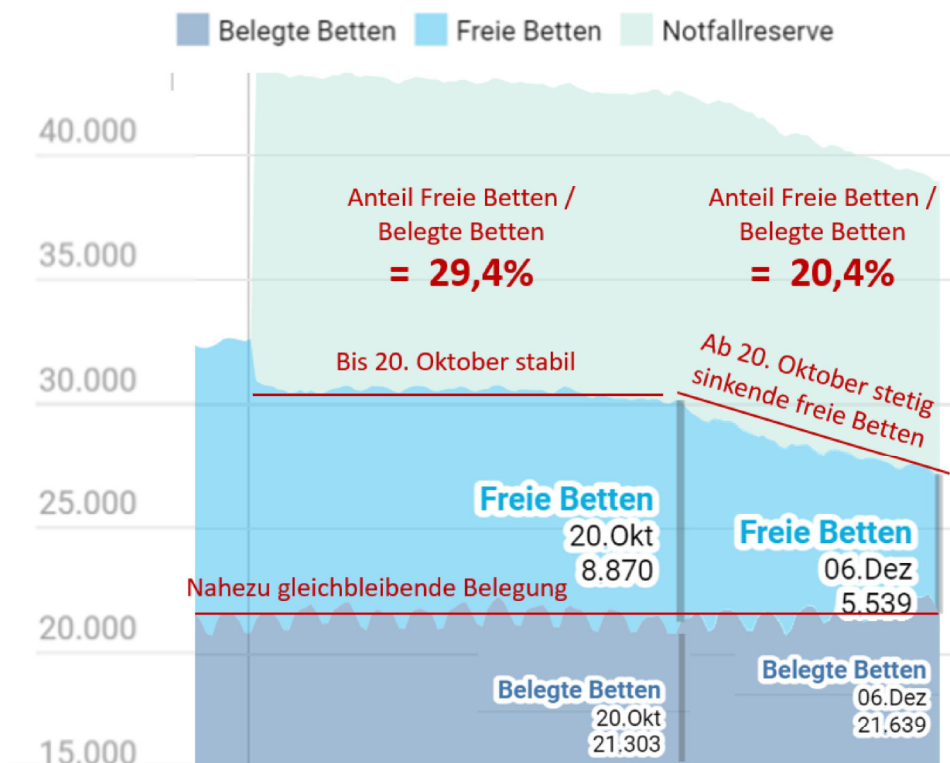 Belegte Betten Freie Betten Notfallreserve
40.000
35.000
30.000
25.000
20.000
15.000
Anteil Freie Betten /
Belegte Betten
= 29,4%
Anteil Freie Betten /
Belegte Betten
= 20,4%
Bis 20. Oktober stabil
Ab 20. Oktober stetig
sinkende freie Betten
Freie Betten
20.Okt
8.870
Freie Betten
06.Dez
5.539
Nahezu gleichbleibende Belegung
Belegte Betten
20.Okt
21.303
Belegte Betten
06.Dez
21.639